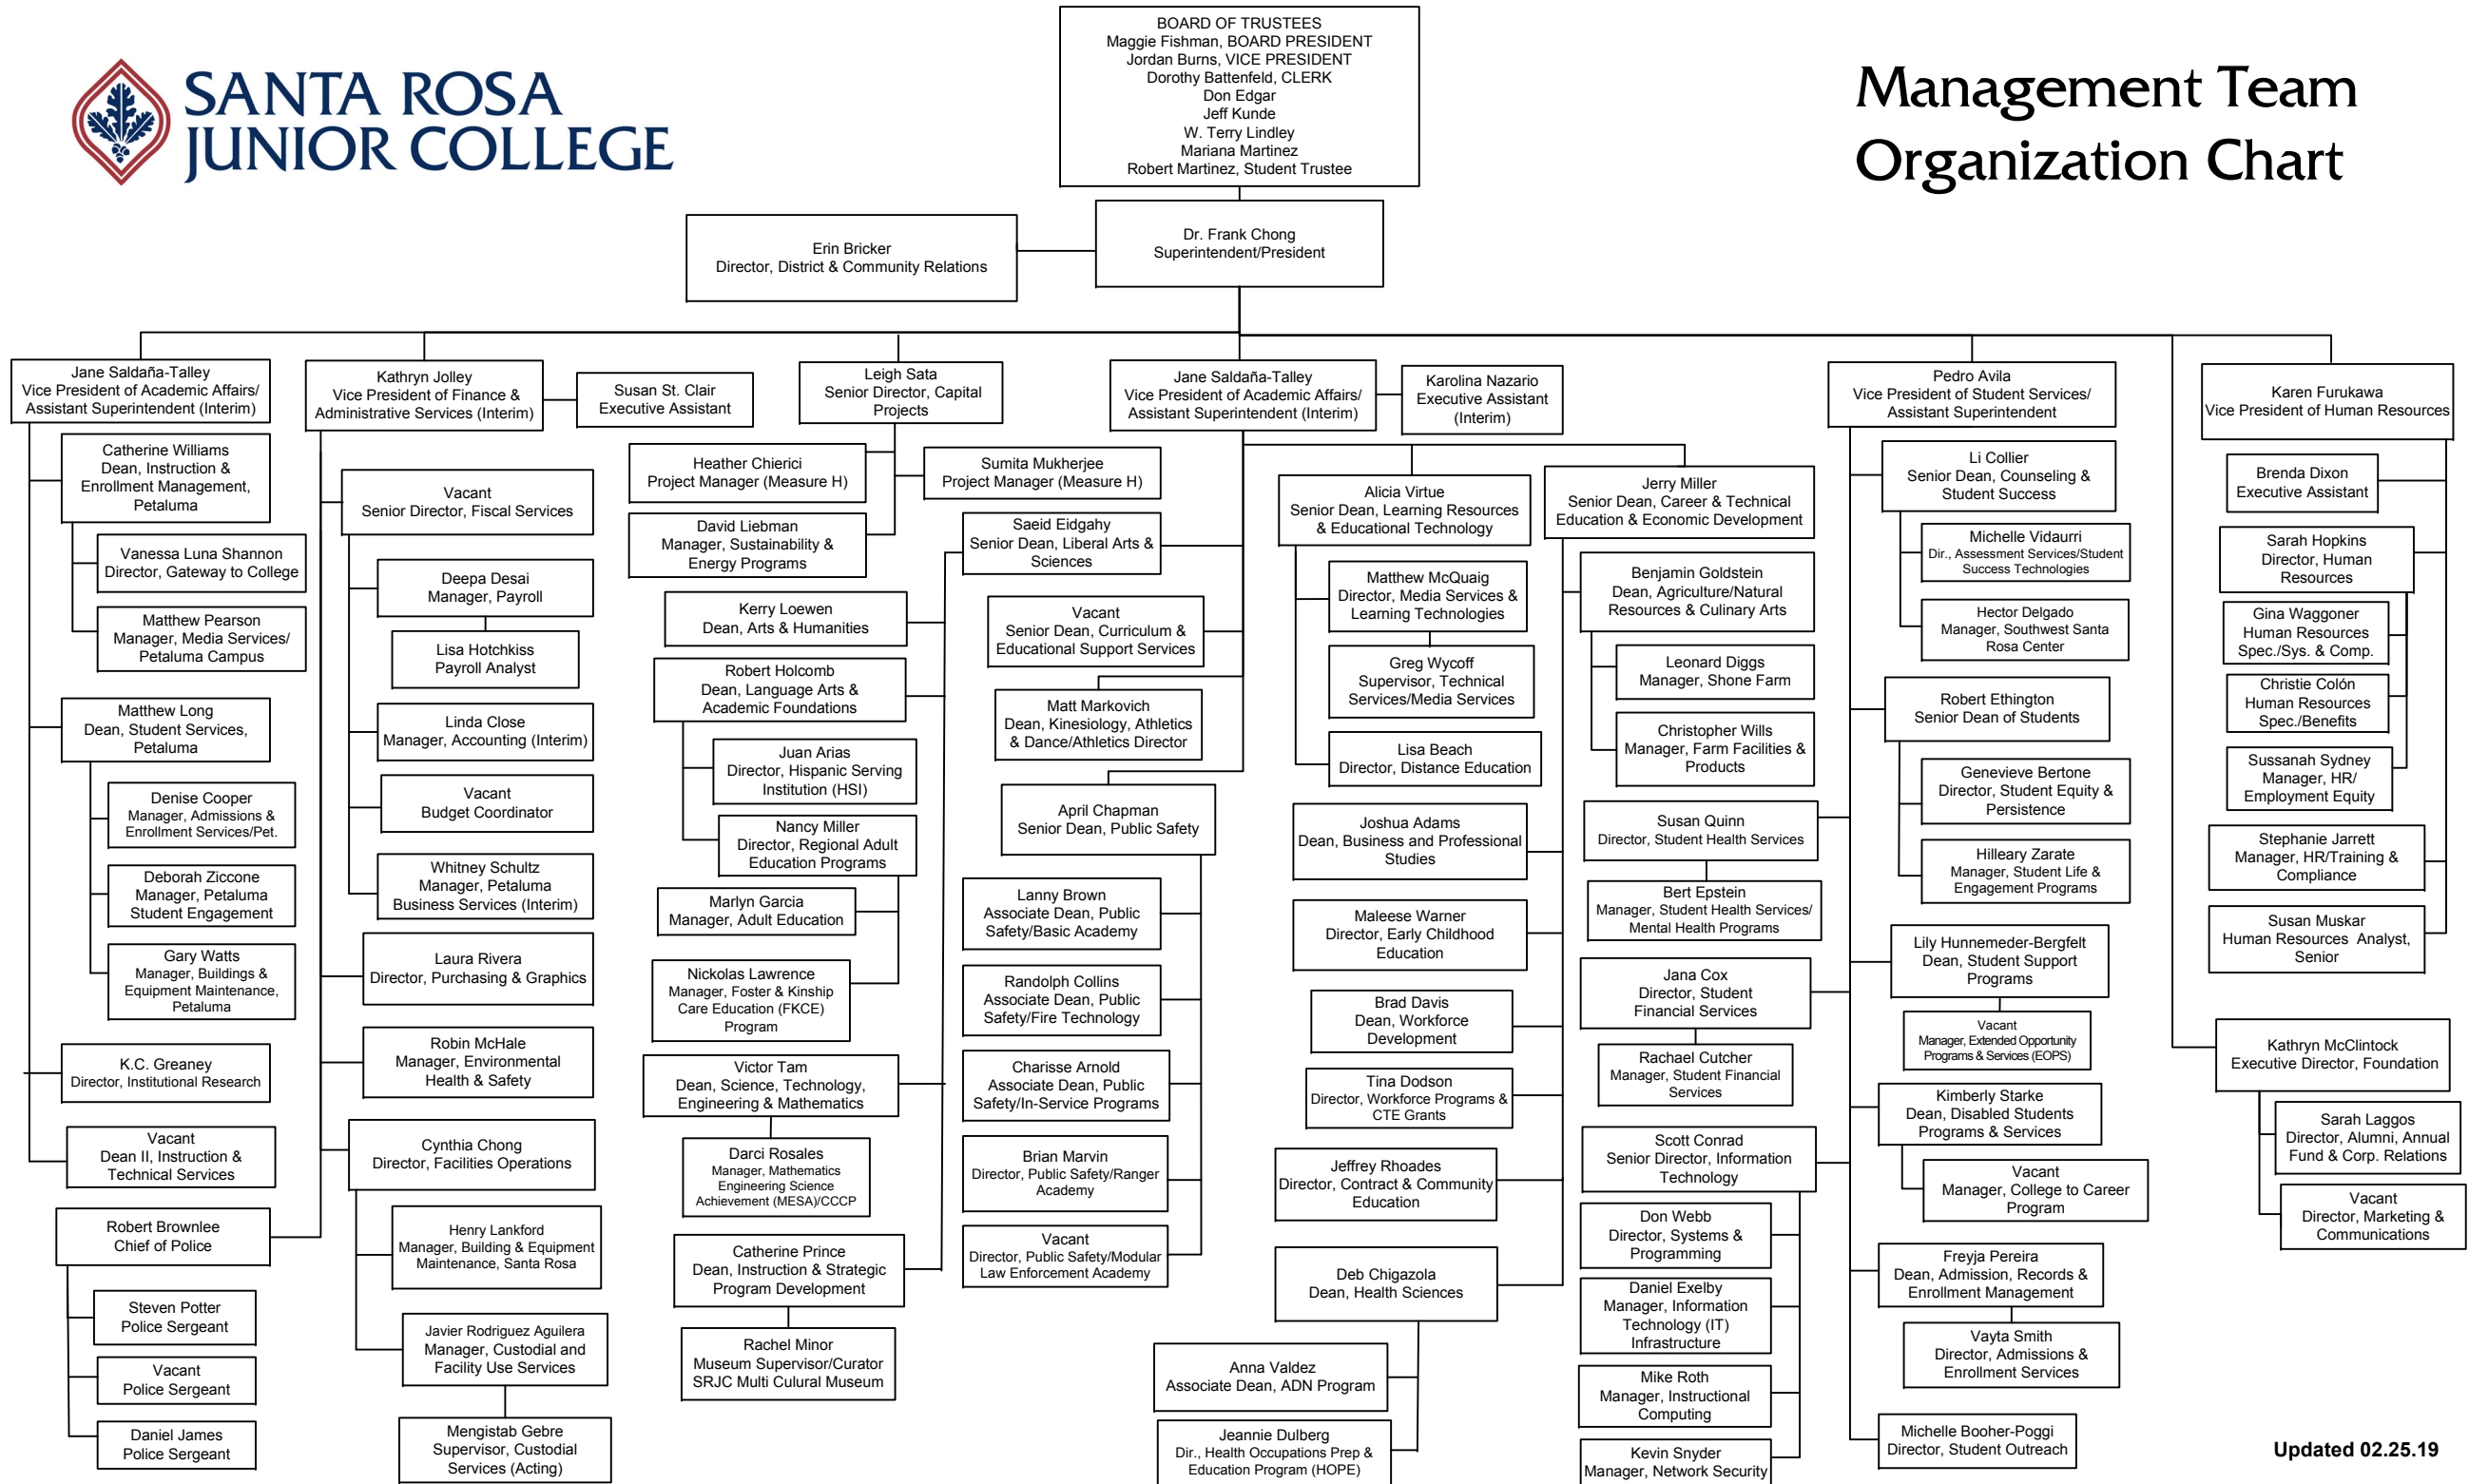 SANTA ROSA
JUNIOR COLLEGE
Management Team
Organization Chart
BOARD OF TRUSTEES
Maggie Fishman, BOARD PRESIDENT
Jordan Burns, VICE PRESIDENT
Dorothy Battenfeld, CLERK
Don Edgar
Jeff Kunde
W. Terry Lindley
Mariana Martinez
Robert Martinez, Student Trustee
Erin Bricker
Director, District & Community Relations
Dr. Frank Chong
Superintendent/President
Jane Saldaña-Talley
Vice President of Academic Affairs/
Assistant Superintendent (Interim)
Catherine Williams
Dean, Instruction &
Enrollment Management,
Petaluma
Vanessa Luna Shannon
Director, Gateway to College
Matthew Pearson
Manager, Media Services/
Petaluma Campus
Matthew Long
Dean, Student Services,
Petaluma
Denise Cooper
Manager, Admissions &
Enrollment Services/Pet.
Deborah Ziccone
Manager, Petaluma
Student Engagement
Gary Watts
Manager, Buildings &
Equipment Maintenance,
Petaluma
K.C. Greaney
Director, Institutional Research
Vacant
Dean II, Instruction &
Technical Services
Robert Brownlee
Chief of Police
Steven Potter
Police Sergeant
Vacant
Police Sergeant
Daniel James
Police Sergeant
Kathryn Jolley
Vice President of Finance &
Administrative Services (Interim)
Susan St. Clair
Executive Assistant
Vacant
Senior Director, Fiscal Services
Deepa Desai
Manager, Payroll
Lisa Hotchkiss
Payroll Analyst
Linda Close
Manager, Accounting (Interim)
Vacant
Budget Coordinator
Whitney Schultz
Manager, Petaluma
Business Services (Interim)
Laura Rivera
Director, Purchasing & Graphics
Robin McHale
Manager, Environmental
Health & Safety
Cynthia Chong
Director, Facilities Operations
Henry Lankford
Manager, Building & Equipment
Maintenance, Santa Rosa
Javier Rodriguez Aguilera
Manager, Custodial and
Facility Use Services
Mengistab Gebre
Supervisor, Custodial
Services (Acting)
Leigh Sata
Senior Director, Capital
Projects
Heather Chierici
Project Manager (Measure H)
Sumita Mukherjee
Project Manager (Measure H)
David Liebman
Manager, Sustainability &
Energy Programs
Saeid Eidgahy
Senior Dean, Liberal Arts &
Sciences
Kerry Loewen
Dean, Arts & Humanities
Robert Holcomb
Dean, Language Arts &
Academic Foundations
Juan Arias
Director, Hispanic Serving
Institution (HSI)
Nancy Miller
Director, Regional Adult
Education Programs
Marlyn Garcia
Manager, Adult Education
Nickolas Lawrence
Manager, Foster & Kinship
Care Education (FKCE)
Program
Victor Tam
Dean, Science, Technology,
Engineering & Mathematics
Darci Rosales
Manager, Mathematics
Engineering Science
Achievement (MESA)/CCCP
Catherine Prince
Dean, Instruction & Strategic
Program Development
Rachel Minor
Museum Supervisor/Curator
SRJC Multi Culural Museum
Jane Saldaña-Talley
Vice President of Academic Affairs/
Assistant Superintendent (Interim)
Karolina Nazario
Executive Assistant
(Interim)
Vacant
Senior Dean, Curriculum &
Educational Support Services
Matt Markovich
Dean, Kinesiology, Athletics
& Dance/Athletics Director
April Chapman
Senior Dean, Public Safety
Lanny Brown
Associate Dean, Public
Safety/Basic Academy
Randolph Collins
Associate Dean, Public
Safety/Fire Technology
Charisse Arnold
Associate Dean, Public
Safety/In-Service Programs
Brian Marvin
Director, Public Safety/Ranger
Academy
Vacant
Director, Public Safety/Modular
Law Enforcement Academy
Alicia Virtue
Senior Dean, Learning Resources
& Educational Technology
Matthew McQuaig
Director, Media Services &
Learning Technologies
Greg Wycoff
Supervisor, Technical
Services/Media Services
Lisa Beach
Director, Distance Education
Jerry Miller
Senior Dean, Career & Technical
Education & Economic Development
Benjamin Goldstein
Dean, Agriculture/Natural
Resources & Culinary Arts
Leonard Diggs
Manager, Shone Farm
Christopher Wills
Manager, Farm Facilities &
Products
Joshua Adams
Dean, Business and Professional
Studies
Maleese Warner
Director, Early Childhood
Education
Brad Davis
Dean, Workforce
Development
Tina Dodson
Director, Workforce Programs &
CTE Grants
Jeffrey Rhoades
Director, Contract & Community
Education
Deb Chigazola
Dean, Health Sciences
Anna Valdez
Associate Dean, ADN Program
Jeannie Dulberg
Dir., Health Occupations Prep &
Education Program (HOPE)
Pedro Avila
Vice President of Student Services/
Assistant Superintendent
Li Collier
Senior Dean, Counseling &
Student Success
Michelle Vidaurri
Dir., Assessment Services/Student
Success Technologies
Hector Delgado
Manager, Southwest Santa
Rosa Center
Robert Ethington
Senior Dean of Students
Genevieve Bertone
Director, Student Equity &
Persistence
Hilleary Zarate
Manager, Student Life &
Engagement Programs
Susan Quinn
Director, Student Health Services
Bert Epstein
Manager, Student Health Services/
Mental Health Programs
Lily Hunnemeder-Bergfelt
Dean, Student Support
Programs
Vacant
Manager, Extended Opportunity
Programs & Services (EOPS)
Jana Cox
Director, Student
Financial Services
Rachael Cutcher
Manager, Student Financial
Services
Kimberly Starke
Dean, Disabled Students
Programs & Services
Vacant
Manager, College to Career
Program
Scott Conrad
Senior Director, Information
Technology
Don Webb
Director, Systems &
Programming
Daniel Exelby
Manager, Information
Technology (IT)
Infrastructure
Mike Roth
Manager, Instructional
Computing
Kevin Snyder
Manager, Network Security
Freyja Pereira
Dean, Admission, Records &
Enrollment Management
Vayta Smith
Director, Admissions &
Enrollment Services
Michelle Booher-Poggi
Director, Student Outreach
Karen Furukawa
Vice President of Human Resources
Brenda Dixon
Executive Assistant
Sarah Hopkins
Director, Human
Resources
Gina Waggoner
Human Resources
Spec./Sys. & Comp.
Christie Colón
Human Resources
Spec./Benefits
Sussanah Sydney
Manager, HR/
Employment Equity
Stephanie Jarrett
Manager, HR/Training &
Compliance
Susan Muskar
Human Resources Analyst,
Senior
Kathryn McClintock
Executive Director, Foundation
Sarah Laggos
Director, Alumni, Annual
Fund & Corp. Relations
Vacant
Director, Marketing &
Communications
Updated 02.25.19